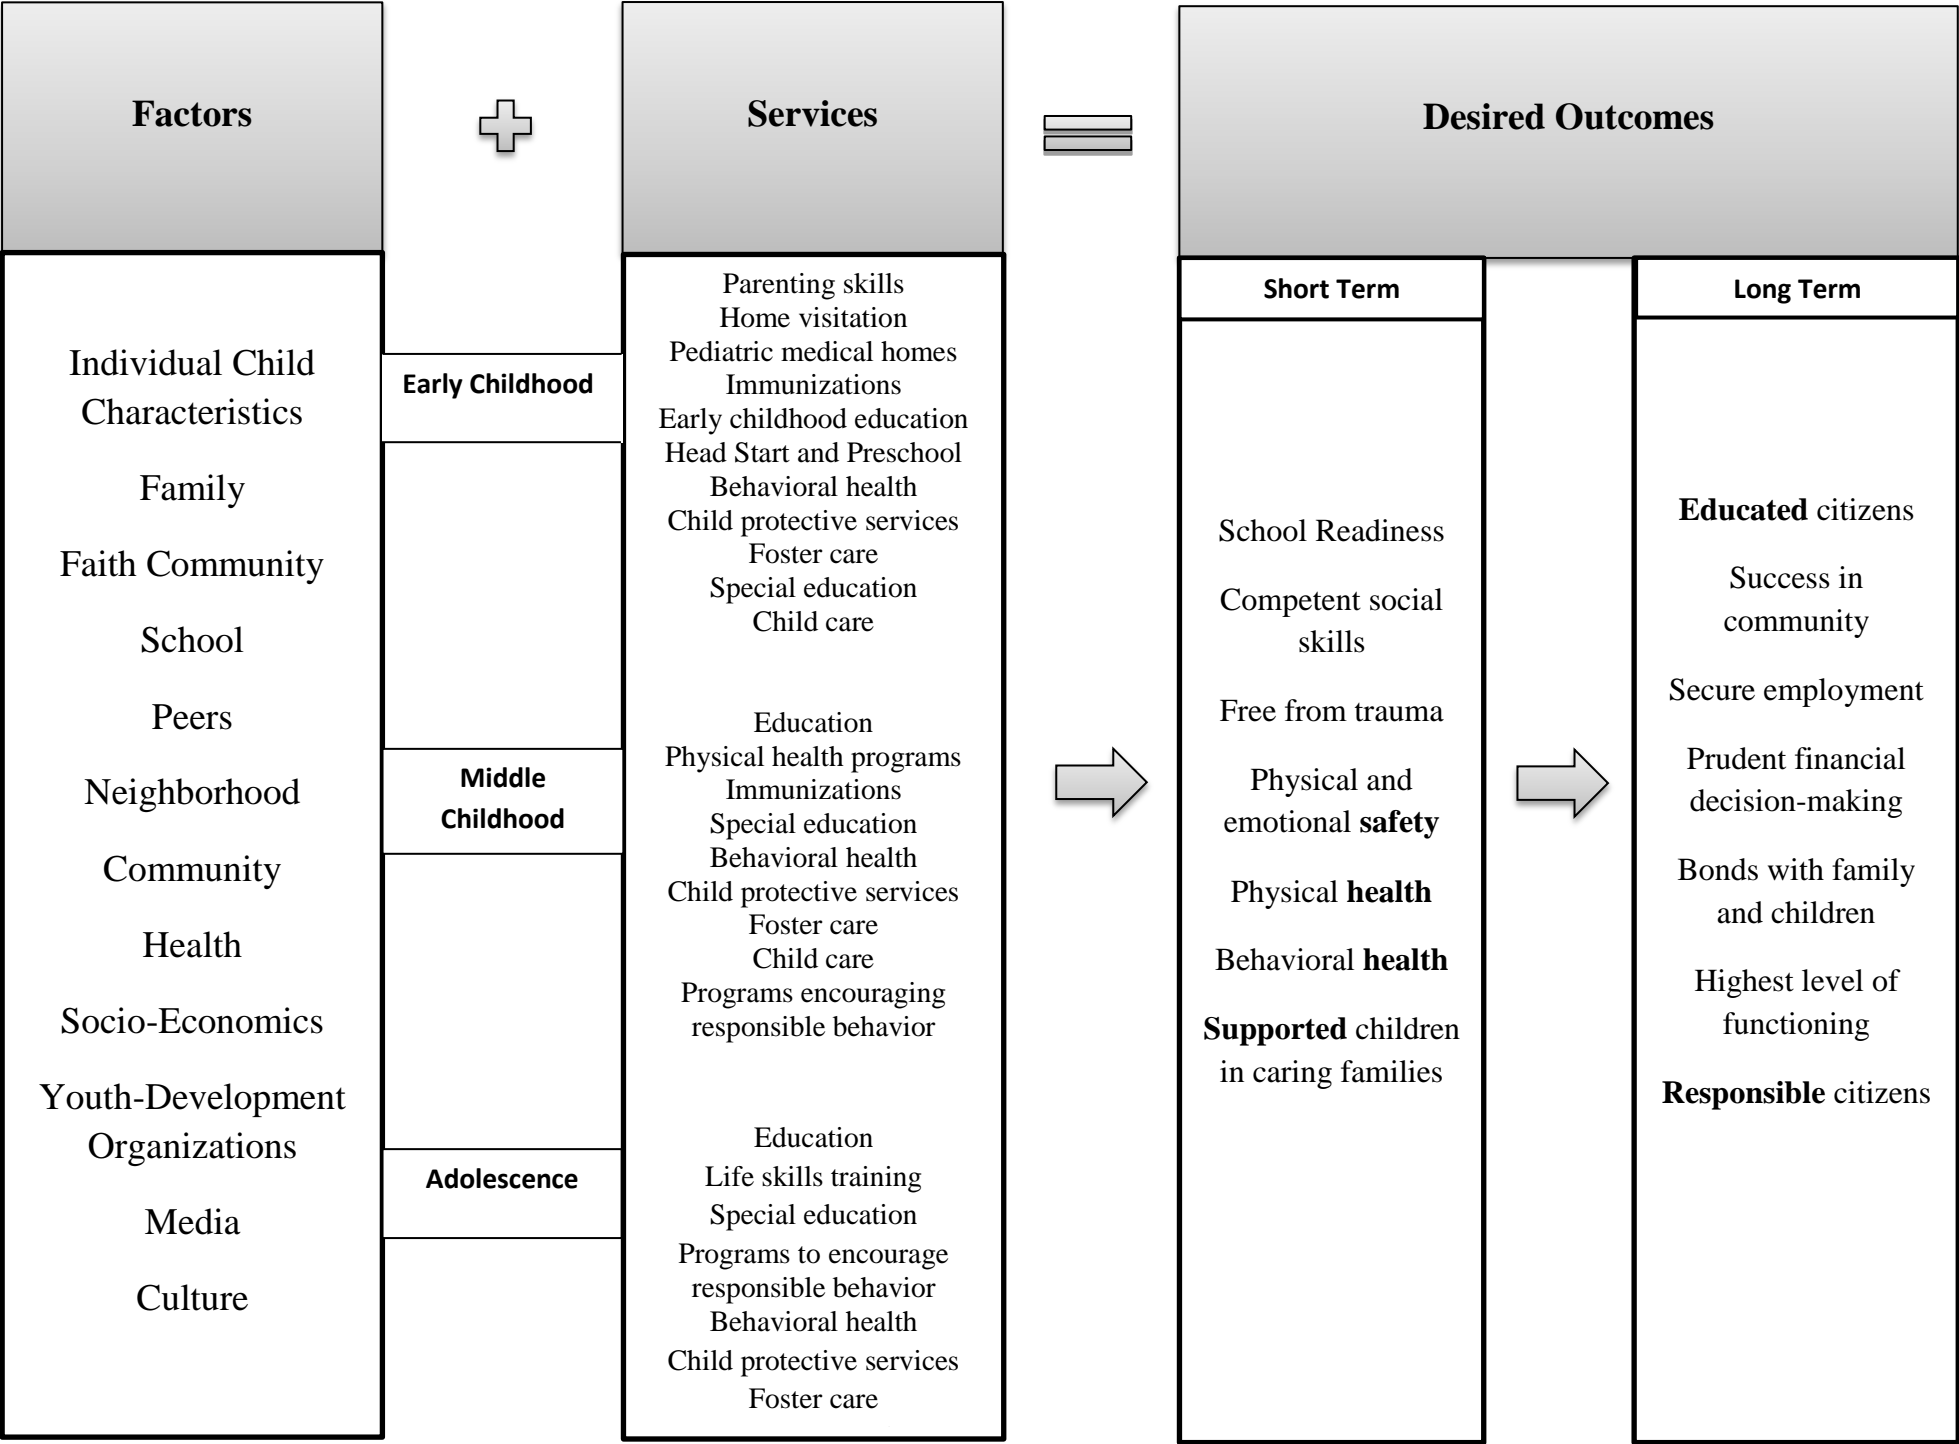 Factors
Services
Desired Outcomes
Individual Child
Characteristics
Family
Faith Community
School
Peers
Neighborhood
Community
Health
Socio-Economics
Youth-Development
Organizations
Media
Culture
Early Childhood
Middle
Childhood
Adolescence
Parenting skills
Home visitation
Pediatric medical homes
Immunizations
Early childhood education
Head Start and Preschool
Behavioral health
Child protective services
Foster care
Special education
Child care
Education
Physical health programs
Immunizations
Special education
Behavioral health
Child protective services
Foster care
Child care
Programs encouraging
responsible behavior
Education
Life skills training
Special education
Programs to encourage
responsible behavior
Behavioral health
Child protective services
Foster care
Short Term
School Readiness
Competent social
skills
Free from trauma
Physical and
emotional safety
Physical health
Behavioral health
Supported children
in caring families
Long Term
Educated citizens
Success in
community
Secure employment
Prudent financial
decision-making
Bonds with family
and children
Highest level of
functioning
Responsible citizens